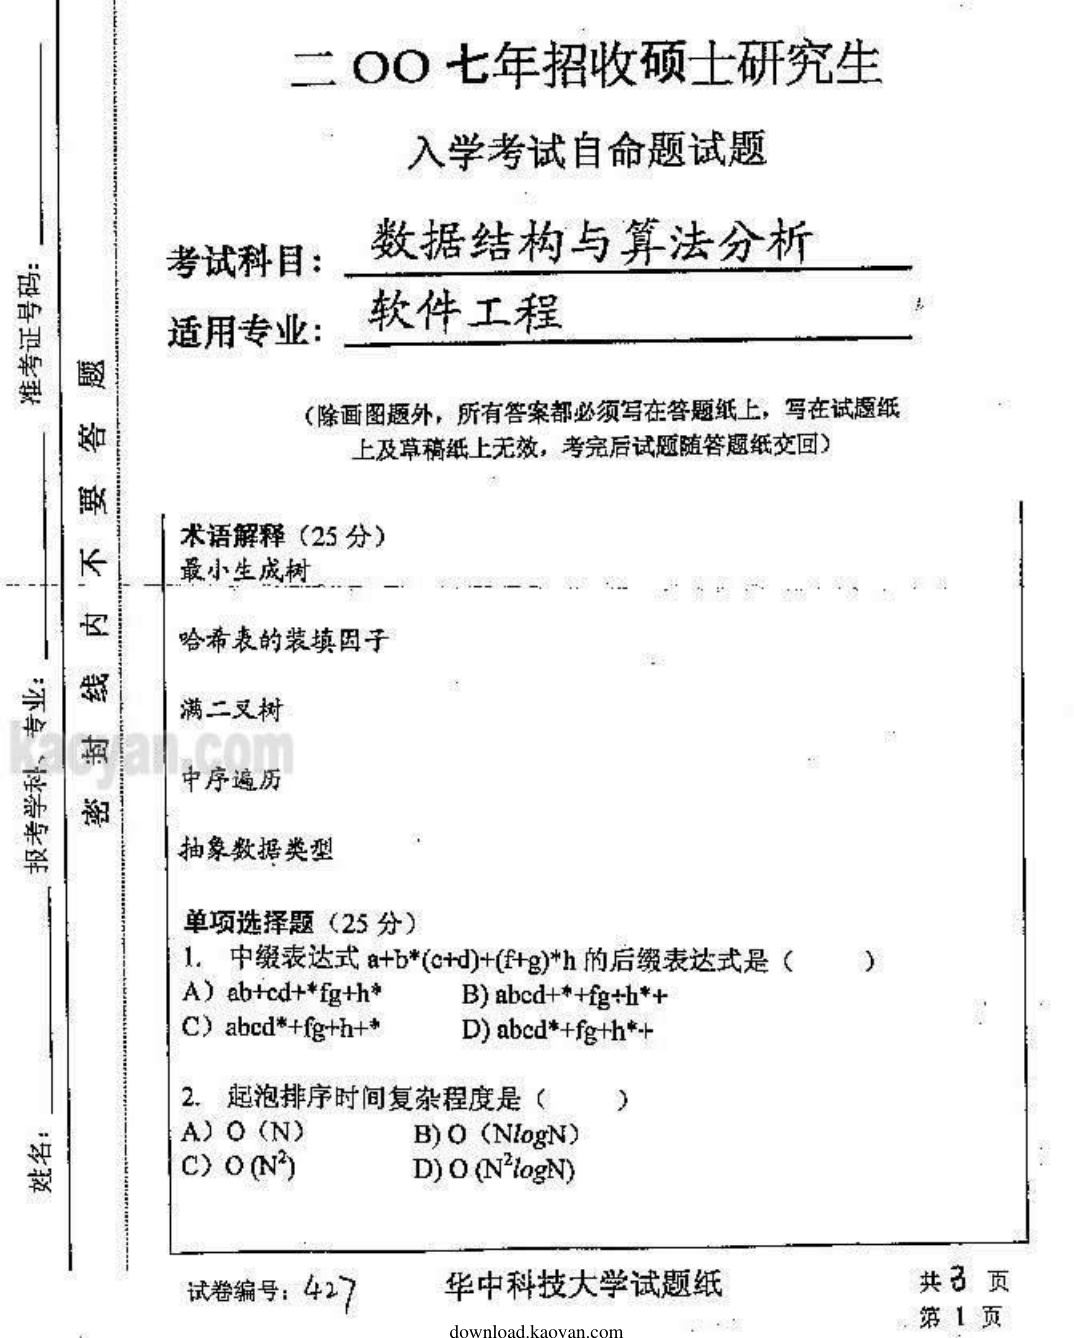 二〇〇七年招收硕士研究生
入学考试自命题试题
考试科目: 数据结构与算法分析
适用专业: 软件工程
(除画图题外, 所有答案都必须写在答题纸上, 写在试题纸
上及草稿纸上无效, 考完后试题随答题纸交回)
准考证号码:
报考学科、专业:
姓名:
密封线内不要答题
术语解释(25 分)
最小生成树
哈希表的装填因子
满二叉树
kaoyan.com
中序遍历
抽象数据类型
单项选择题(25 分)
1. 中缀表达式 a+b*(c+d)+(f+g)*h 的后缀表达式是( )
A) ab+cd+*fg+h* B) abcd+*+fg+h*+
C) abcd*+fg+h+* D) abcd*+fg+h*+
2. 起泡排序时间复杂程度是( )
A) O(N) B) O(NlogN)
C) O(N²) D) O(N²logN)
试卷编号: 427 华中科技大学试题纸 共 3 页
第 1 页
download.kaoyan.com